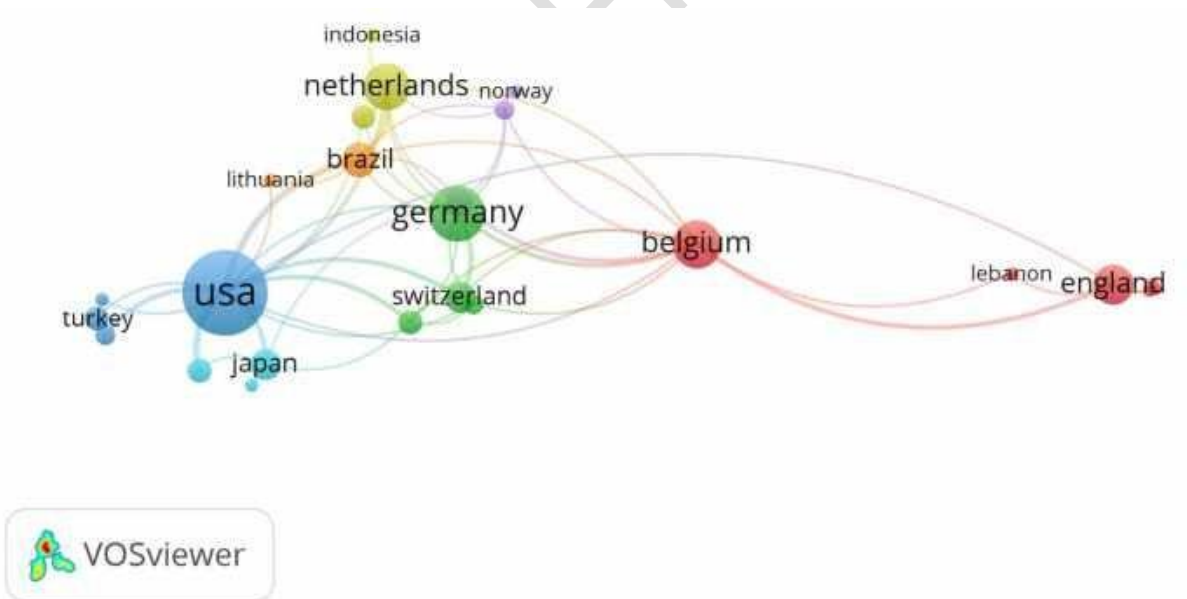 indonesia
netherlands
norway
brazil
lithuania
germany
belgium
lebanon
england
usa
switzerland
turkey
japan
VOSviewer